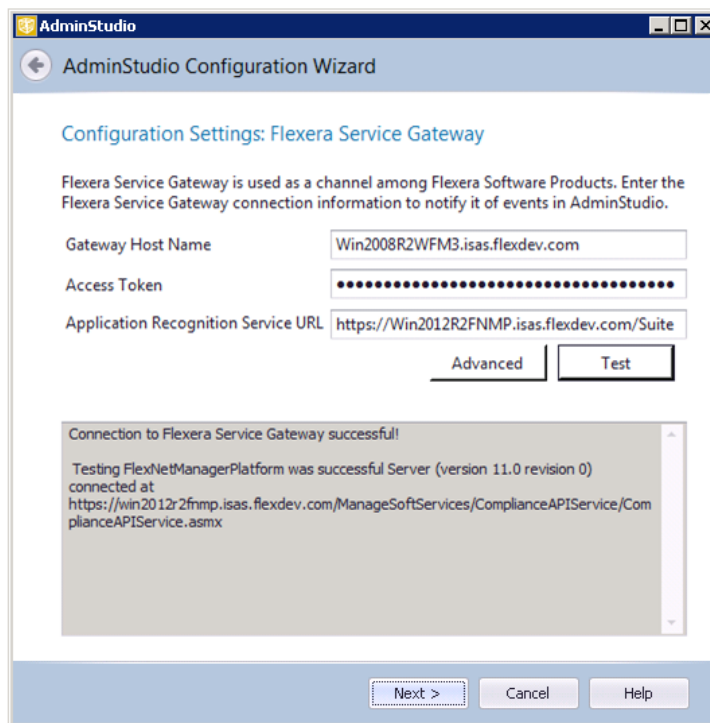 AdminStudio
AdminStudio Configuration Wizard
Configuration Settings: Flexera Service Gateway
Flexera Service Gateway is used as a channel among Flexera Software Products. Enter the
Flexera Service Gateway connection information to notify it of events in AdminStudio.
Gateway Host Name
Win2008R2WFM3.isas.flexdev.com
Access Token
••••••••••••••••••••••••••••••••••••
Application Recognition Service URL
https://Win2012R2FNMP.isas.flexdev.com/Suite
Advanced
Test
Connection to Flexera Service Gateway successful!
Testing FlexNetManagerPlatform was successful Server (version 11.0 revision 0)
connected at
https://win2012r2fnmp.isas.flexdev.com/ManageSoftServices/ComplianceAPIService/Com
plianceAPIService.asmx
Next >
Cancel
Help